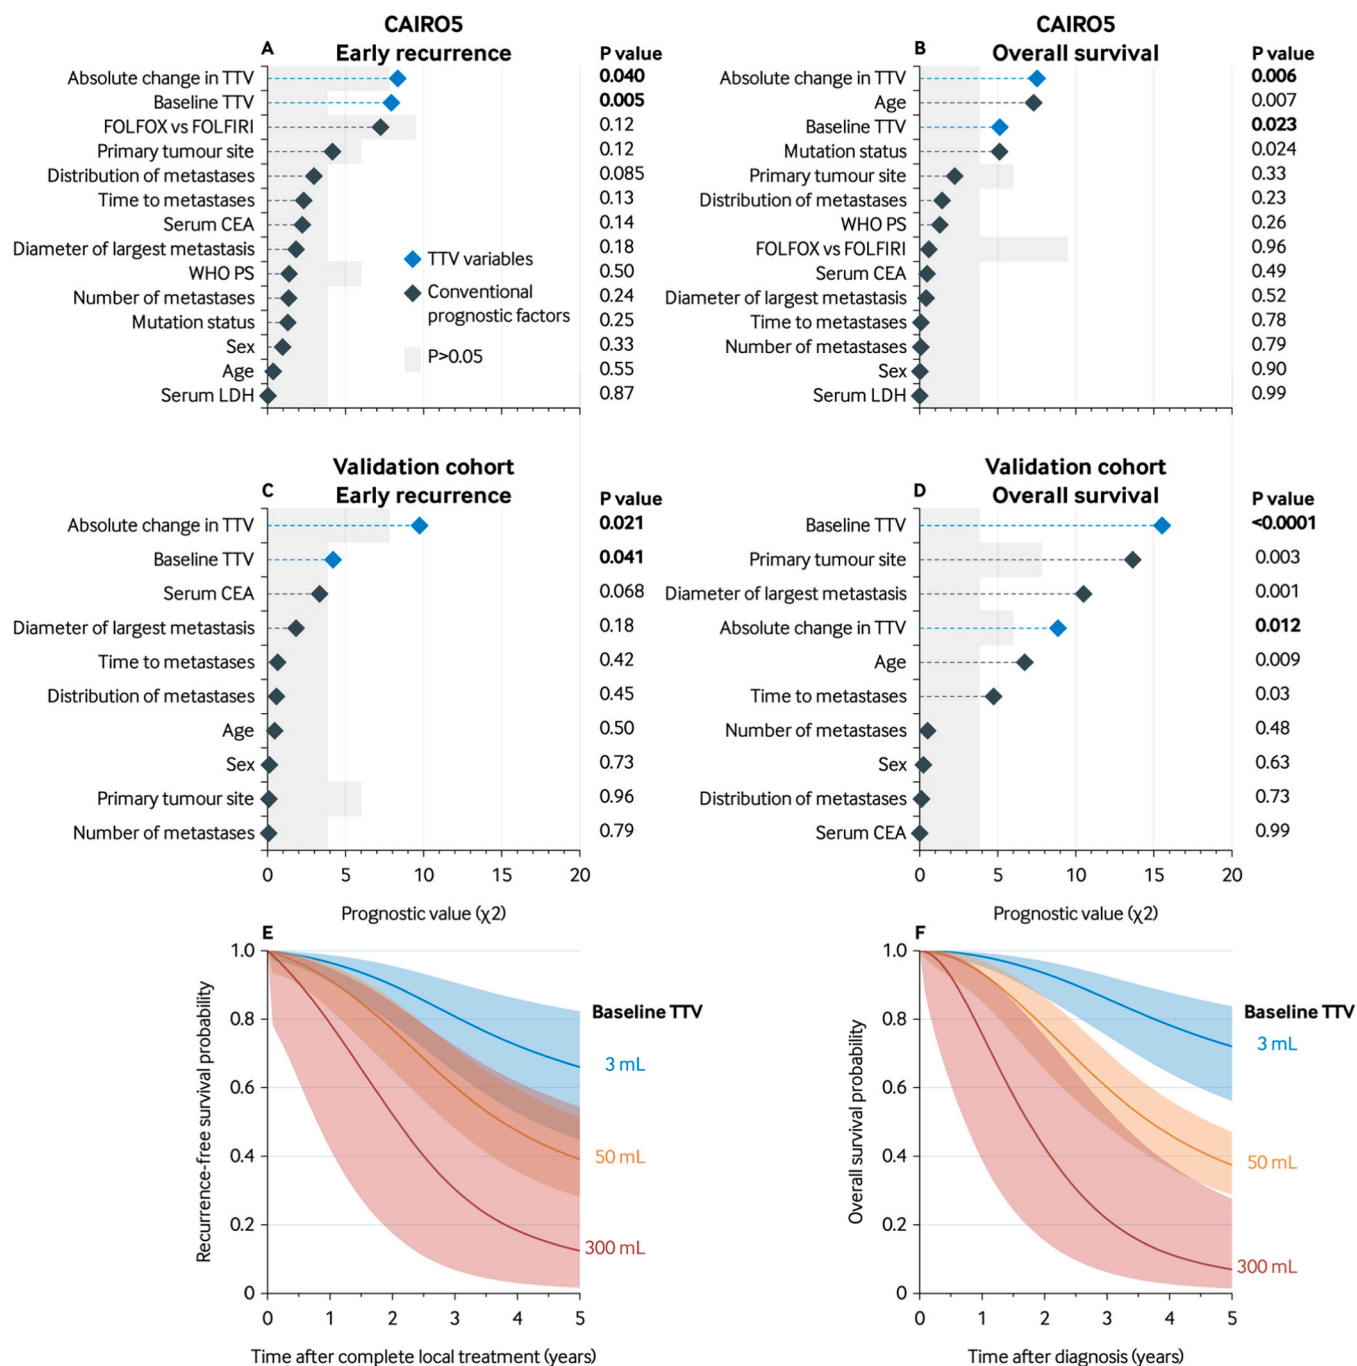 CAIRO5
Early recurrence
A
P value
Absolute change in TTV 0.040
Baseline TTV 0.005
FOLFOX vs FOLFIRI 0.12
Primary tumour site 0.12
Distribution of metastases 0.085
Time to metastases 0.13
Serum CEA 0.14
Diameter of largest metastasis 0.18
WHO PS 0.50
Number of metastases 0.24
Mutation status 0.25
Sex 0.33
Age 0.55
Serum LDH 0.87
TTV variables
Conventional
prognostic factors
P>0.05
CAIRO5
Overall survival
B
P value
Absolute change in TTV 0.006
Age 0.007
Baseline TTV 0.023
Mutation status 0.024
Primary tumour site 0.33
Distribution of metastases 0.23
WHO PS 0.26
FOLFOX vs FOLFIRI 0.96
Serum CEA 0.49
Diameter of largest metastasis 0.52
Time to metastases 0.78
Number of metastases 0.79
Sex 0.90
Serum LDH 0.99
Validation cohort
Early recurrence
C
P value
Absolute change in TTV 0.021
Baseline TTV 0.041
Serum CEA 0.068
Diameter of largest metastasis 0.18
Time to metastases 0.42
Distribution of metastases 0.45
Age 0.50
Sex 0.73
Primary tumour site 0.96
Number of metastases 0.79
0 5 10 15 20
Prognostic value (χ2)
Validation cohort
Overall survival
D
P value
Baseline TTV <0.0001
Primary tumour site 0.003
Diameter of largest metastasis 0.001
Absolute change in TTV 0.012
Age 0.009
Time to metastases 0.03
Number of metastases 0.48
Sex 0.63
Distribution of metastases 0.73
Serum CEA 0.99
0 5 10 15 20
Prognostic value (χ2)
E
Recurrence-free survival probability
1.0
0.8
0.6
0.4
0.2
0
0 1 2 3 4 5
Time after complete local treatment (years)
Baseline TTV
3 mL
50 mL
300 mL
F
Overall survival probability
1.0
0.8
0.6
0.4
0.2
0
0 1 2 3 4 5
Time after diagnosis (years)
Baseline TTV
3 mL
50 mL
300 mL